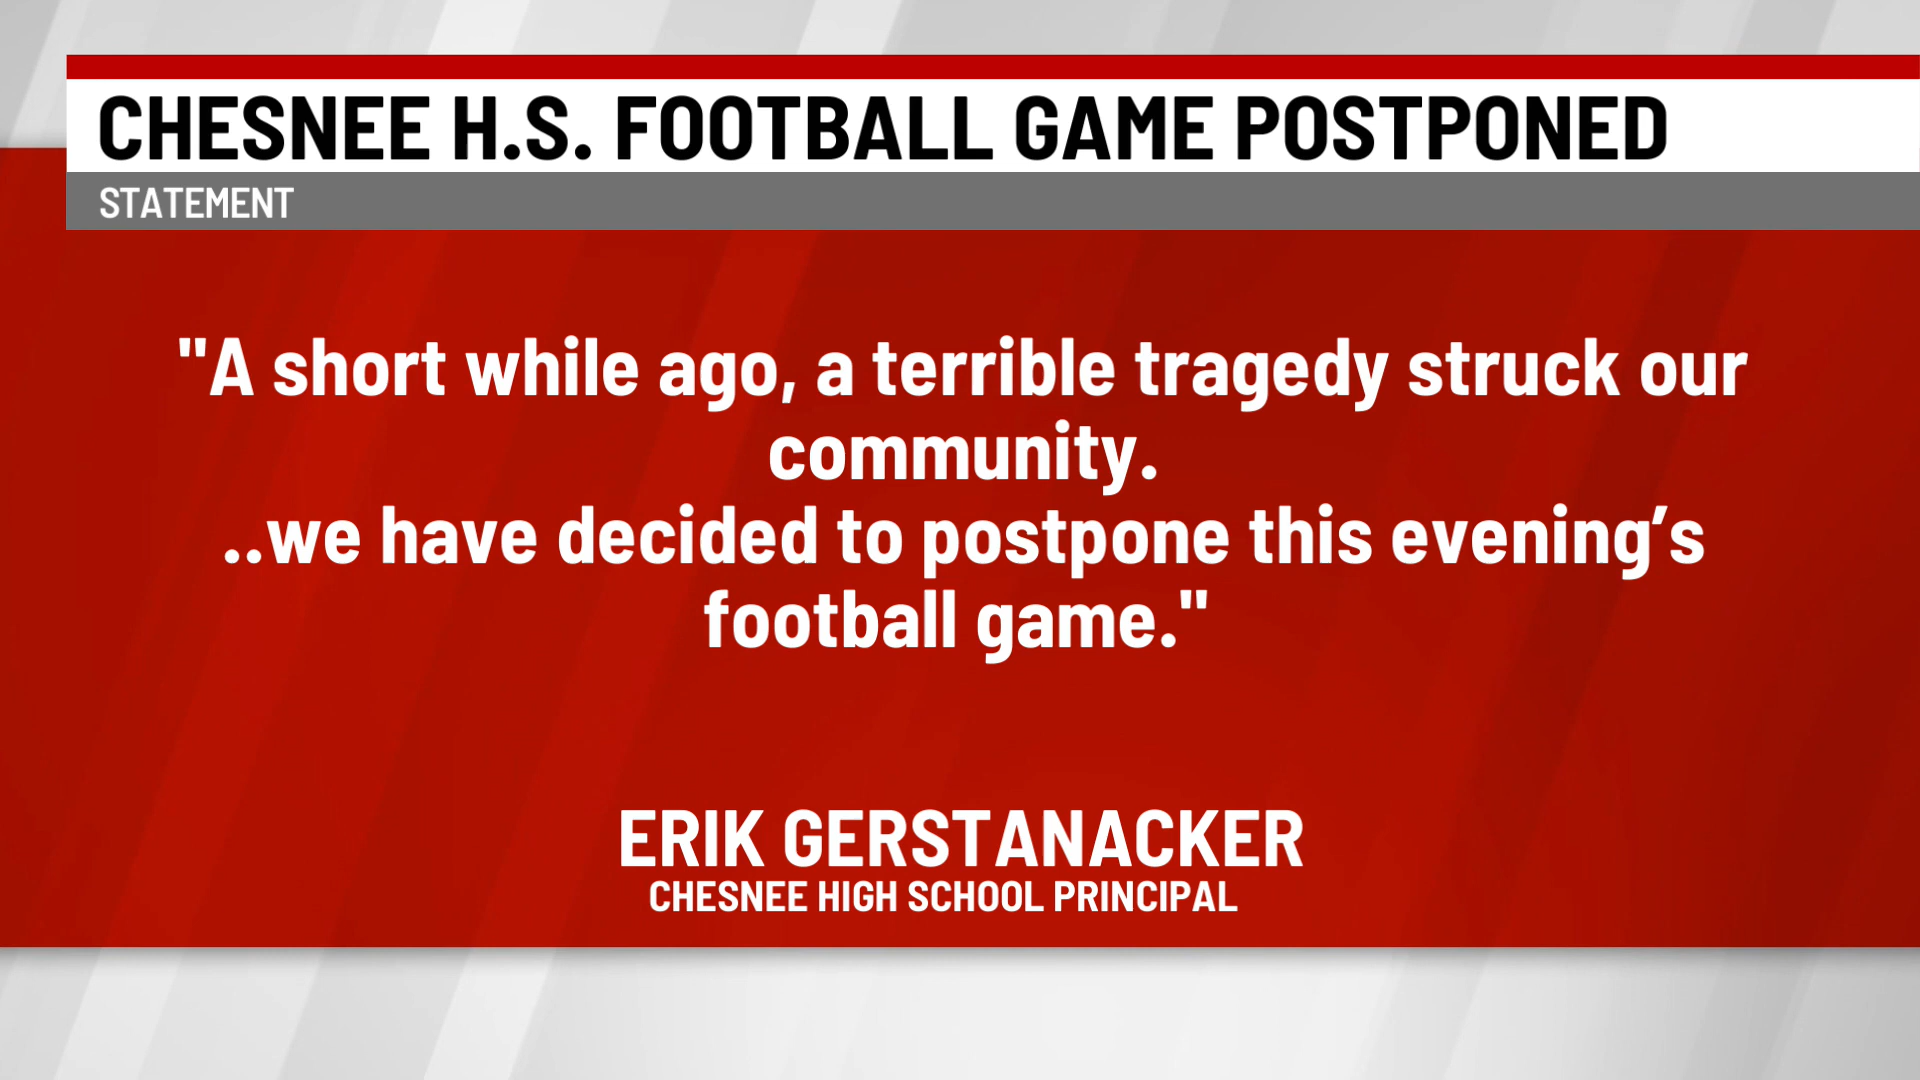 CHESNEE H.S. FOOTBALL GAME POSTPONED
STATEMENT
"A short while ago, a terrible tragedy struck our
community.
..we have decided to postpone this evening’s
football game."
ERIK GERSTANACKER
CHESNEE HIGH SCHOOL PRINCIPAL